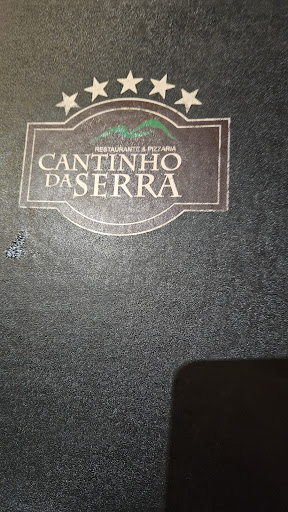 RESTAURANTE & PIZZARIA
CANTINHO
DA SERRA